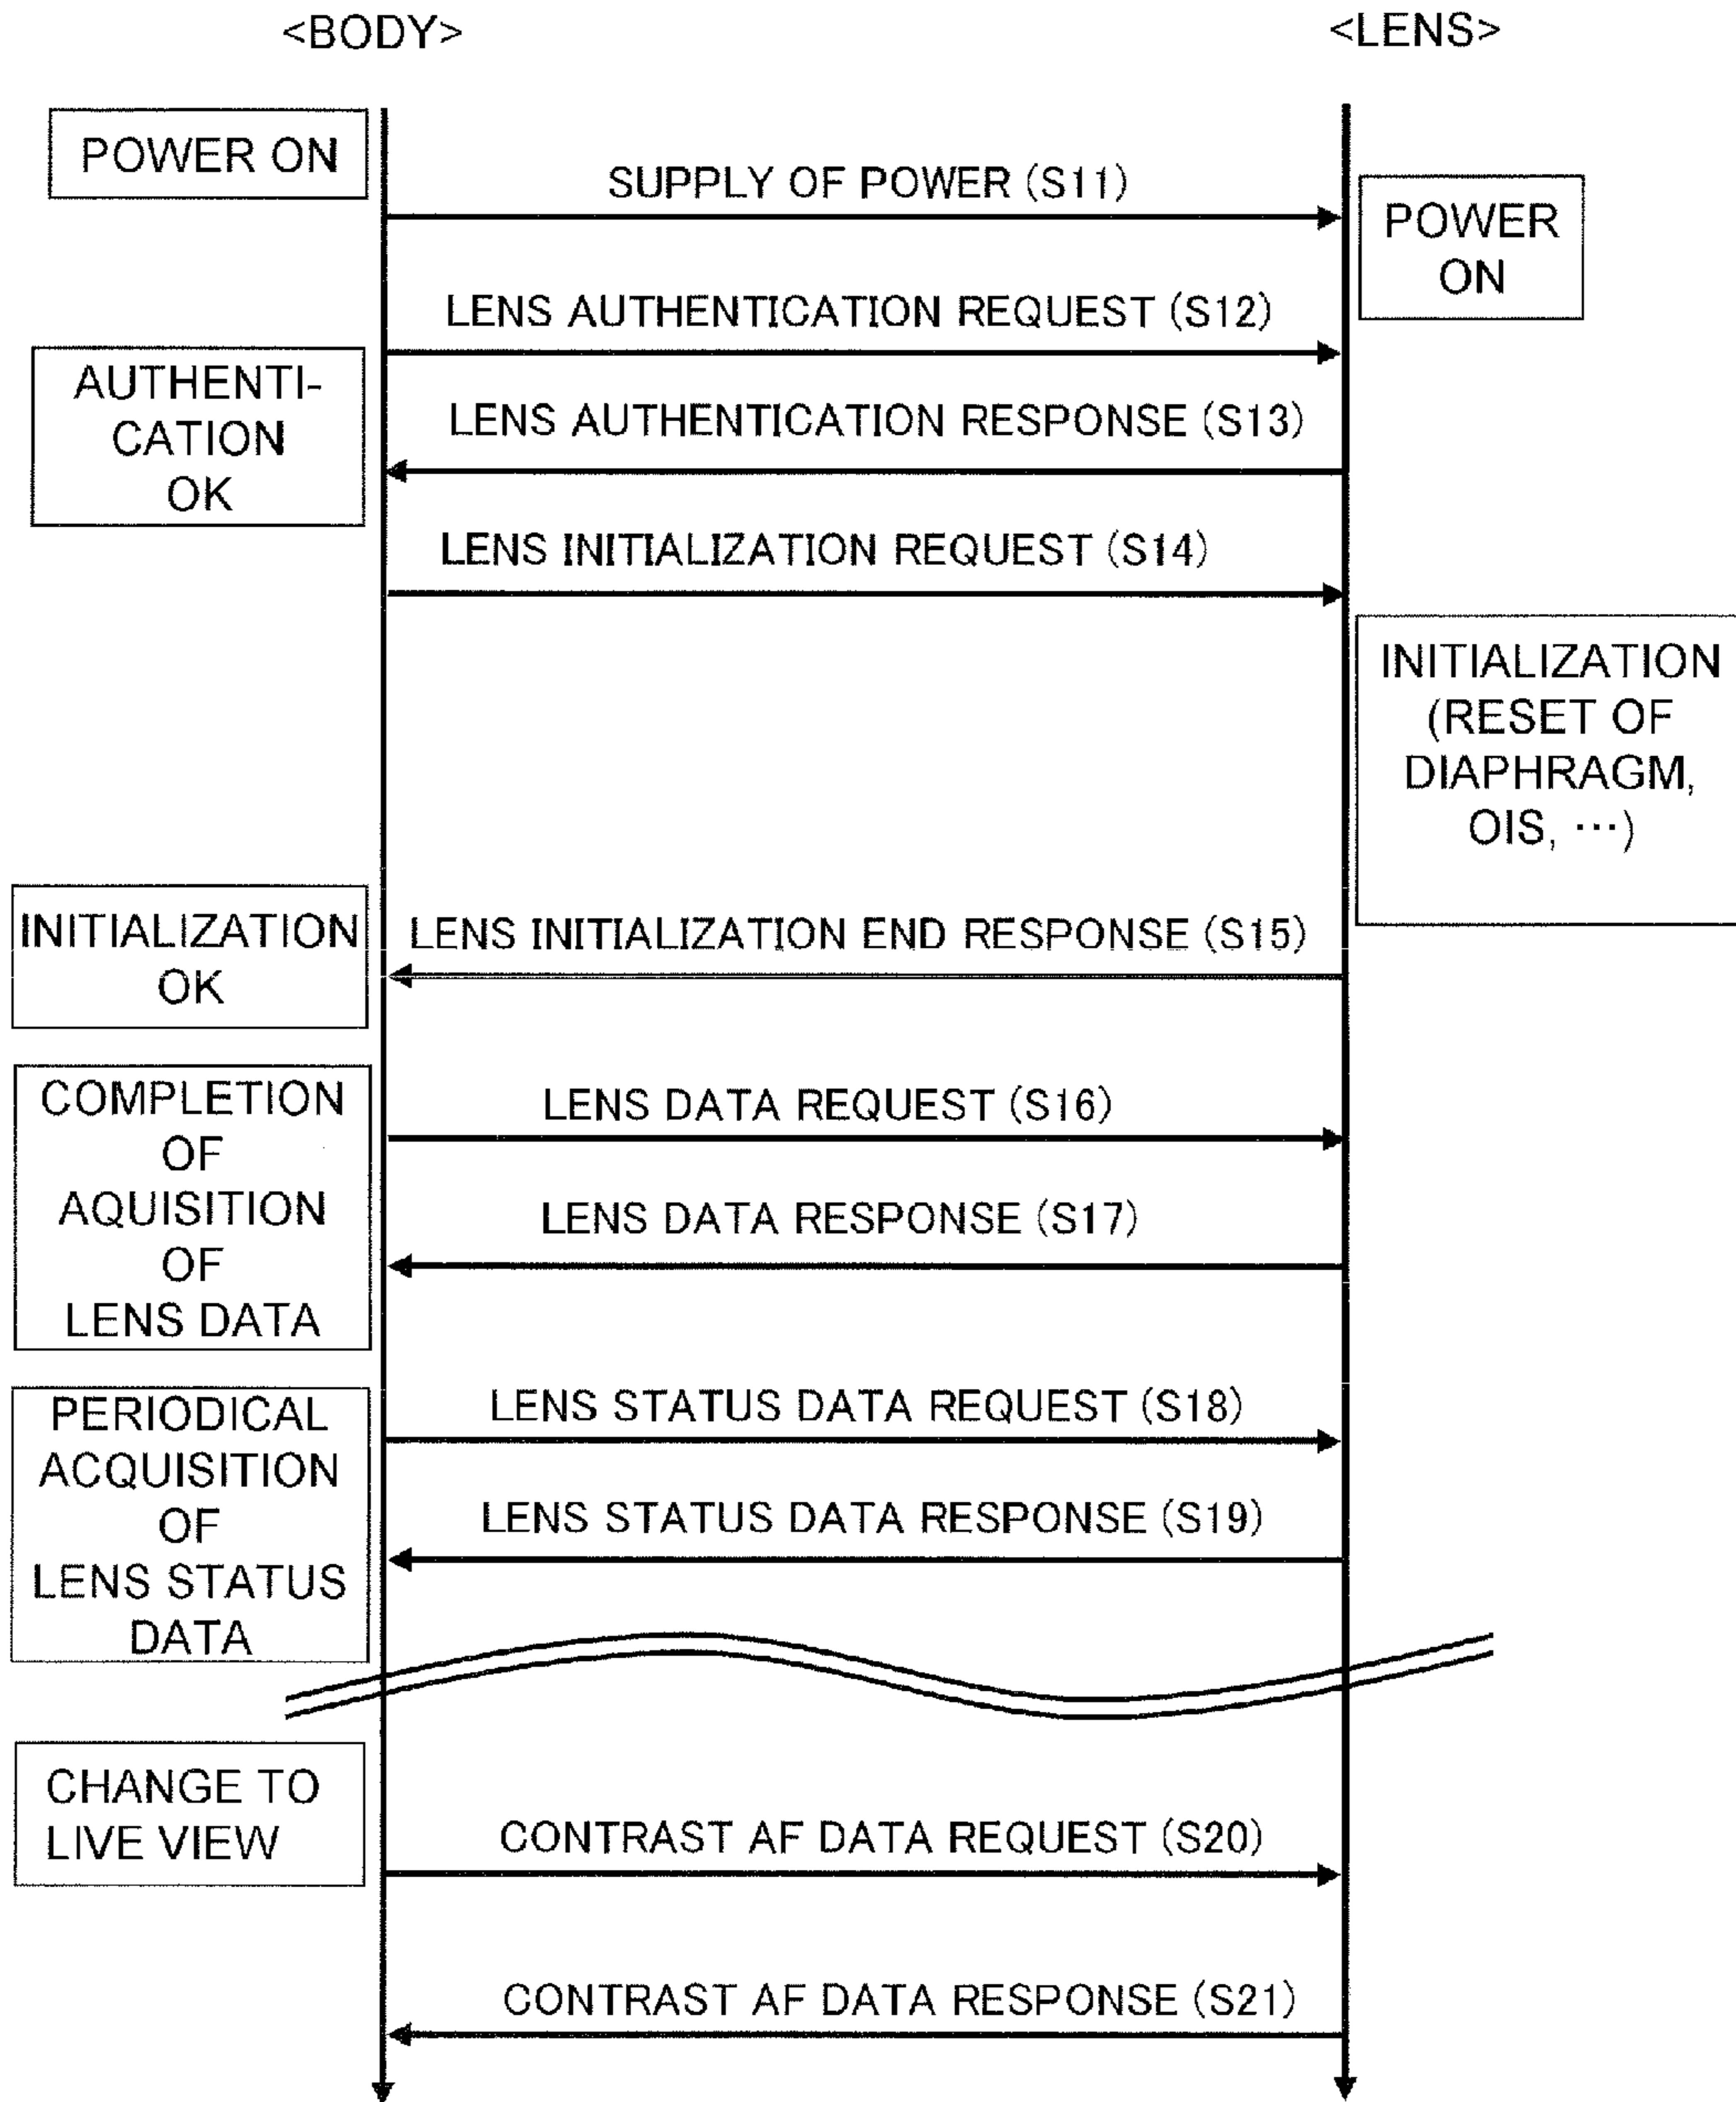 <BODY>
<LENS>
POWER ON
SUPPLY OF POWER (S11)
POWER
ON
LENS AUTHENTICATION REQUEST (S12)
AUTHENTI-
CATION
OK
LENS AUTHENTICATION RESPONSE (S13)
LENS INITIALIZATION REQUEST (S14)
INITIALIZATION
(RESET OF
DIAPHRAGM,
OIS, ···)
INITIALIZATION
OK
LENS INITIALIZATION END RESPONSE (S15)
COMPLETION
OF
AQUISITION
OF
LENS DATA
LENS DATA REQUEST (S16)
LENS DATA RESPONSE (S17)
PERIODICAL
ACQUISITION
OF
LENS STATUS
DATA
LENS STATUS DATA REQUEST (S18)
LENS STATUS DATA RESPONSE (S19)
CHANGE TO
LIVE VIEW
CONTRAST AF DATA REQUEST (S20)
CONTRAST AF DATA RESPONSE (S21)